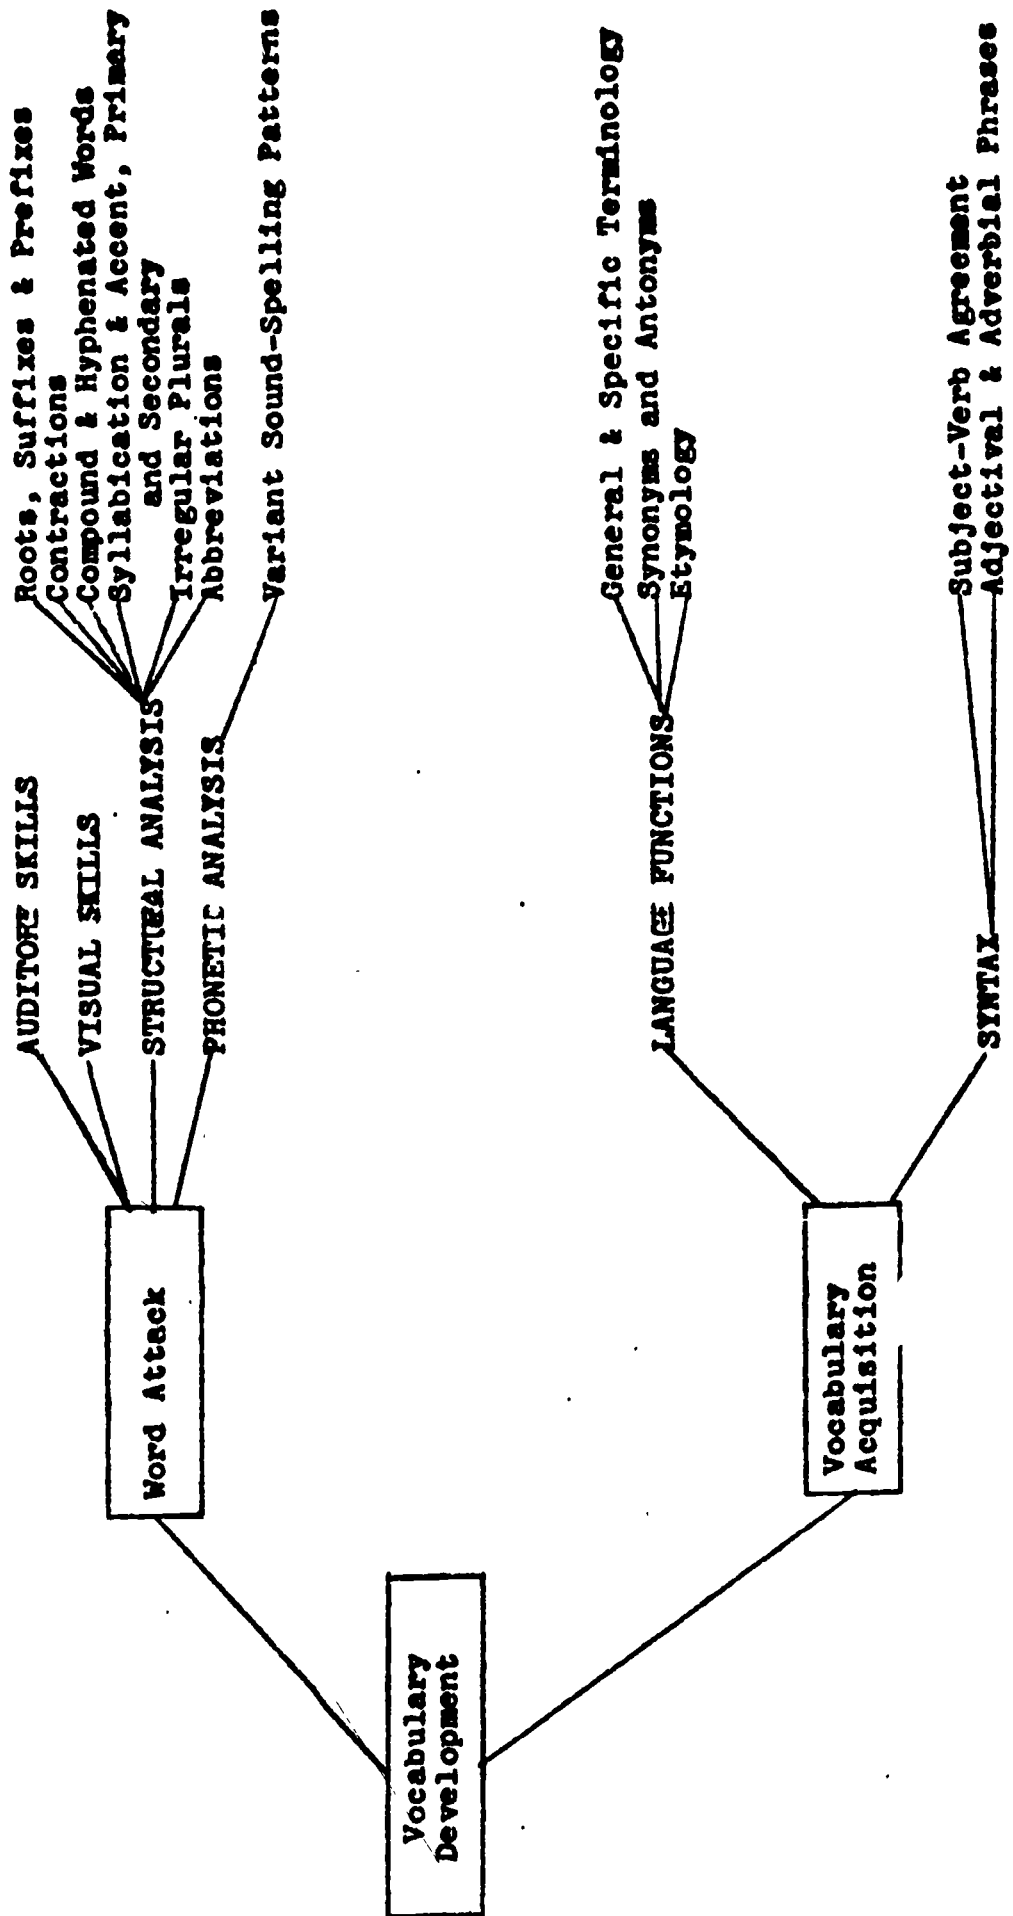 Vocabulary
Development
Word Attack
AUDITORY SKILLS
VISUAL SKILLS
STRUCTURAL ANALYSIS
Roots, Suffixes & Prefixes
Contractions
Compound & Hyphenated Words
Syllabication & Accent, Primary
and Secondary
Irregular Plurals
Abbreviations
PHONETIC ANALYSIS
Variant Sound-Spelling Patterns
Vocabulary
Acquisition
LANGUAGE FUNCTIONS
General & Specific Terminology
Synonyms and Antonyms
Etymology
SYNTAX
Subject-Verb Agreement
Adjectival & Adverbial Phrases